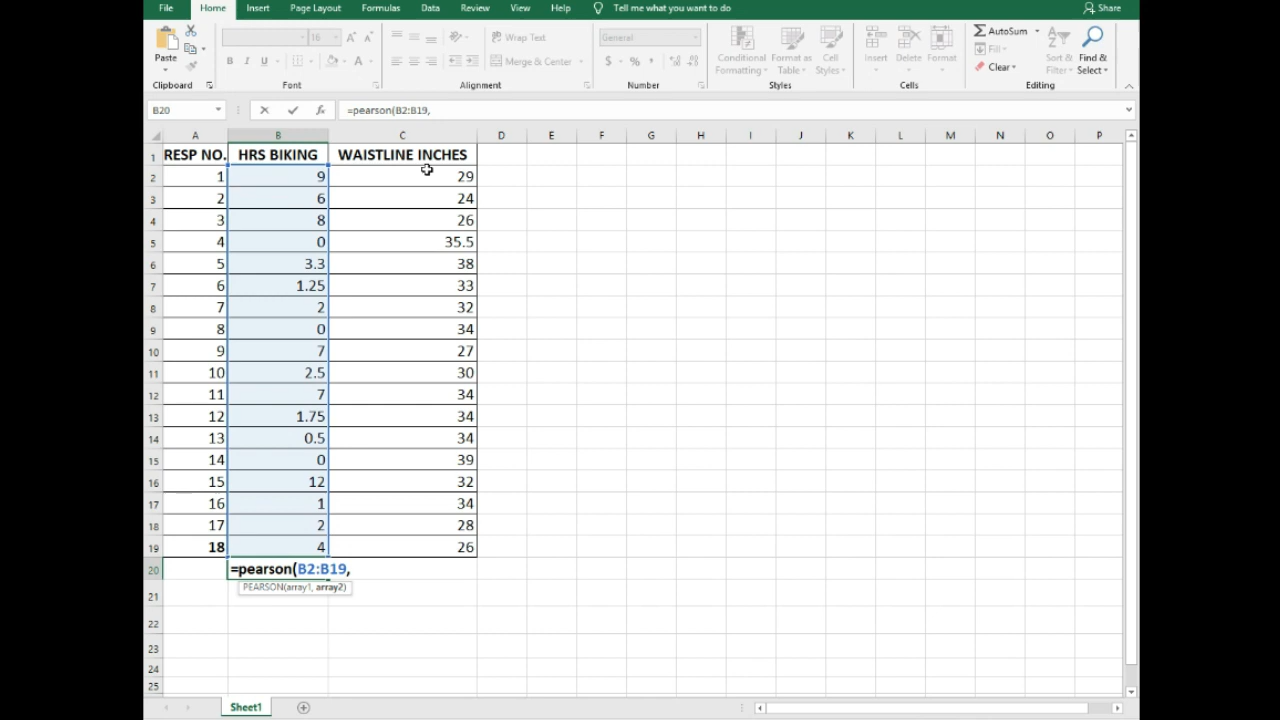 File Home Insert Page Layout Formulas Data Review View Help Tell me what you want to do Share
Paste
16 A A
Wrap Text
General
Conditional Formatting
Format as Table
Cell Styles
Insert
Delete
Format
AutoSum
Fill
Clear
Sort & Filter
Find & Select
B I U A
Merge & Center
$ % ,
Clipboard Font Alignment Number Styles Cells Editing
B20 fx =pearson(B2:B19,
A B C D E F G H I J K L M N O P
1 RESP NO. HRS BIKING WAISTLINE INCHES
2 1 9 29
3 2 6 24
4 3 8 26
5 4 0 35.5
6 5 3.3 38
7 6 1.25 33
8 7 2 32
9 8 0 34
10 9 7 27
11 10 2.5 30
12 11 7 34
13 12 1.75 34
14 13 0.5 34
15 14 0 39
16 15 12 32
17 16 1 34
18 17 2 28
19 18 4 26
20 =pearson(B2:B19,
PEARSON(array1, array2)
21
22
23
24
25
Sheet1